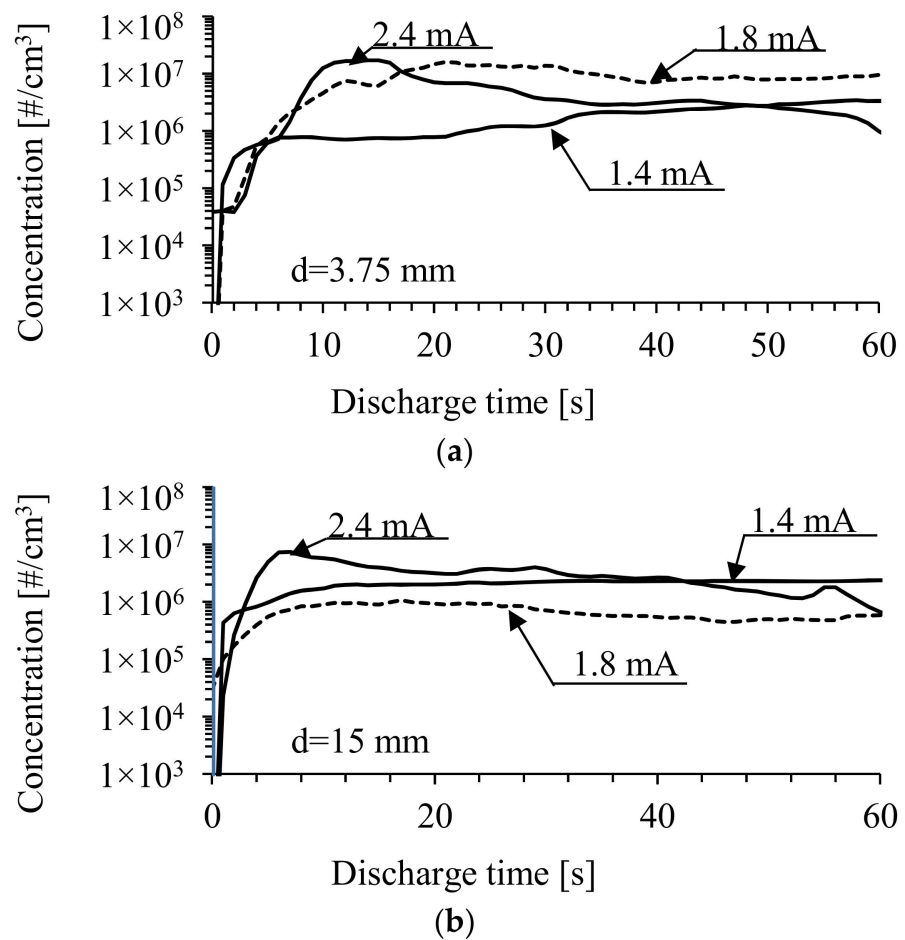 Concentration [#/cm³]
1×10⁸
1×10⁷
1×10⁶
1×10⁵
1×10⁴
1×10³
2.4 mA
1.8 mA
1.4 mA
d=3.75 mm
0 10 20 30 40 50 60
Discharge time [s]
(a)
Concentration [#/cm³]
1×10⁸
1×10⁷
1×10⁶
1×10⁵
1×10⁴
1×10³
2.4 mA
1.4 mA
1.8 mA
d=15 mm
0 20 40 60
Discharge time [s]
(b)